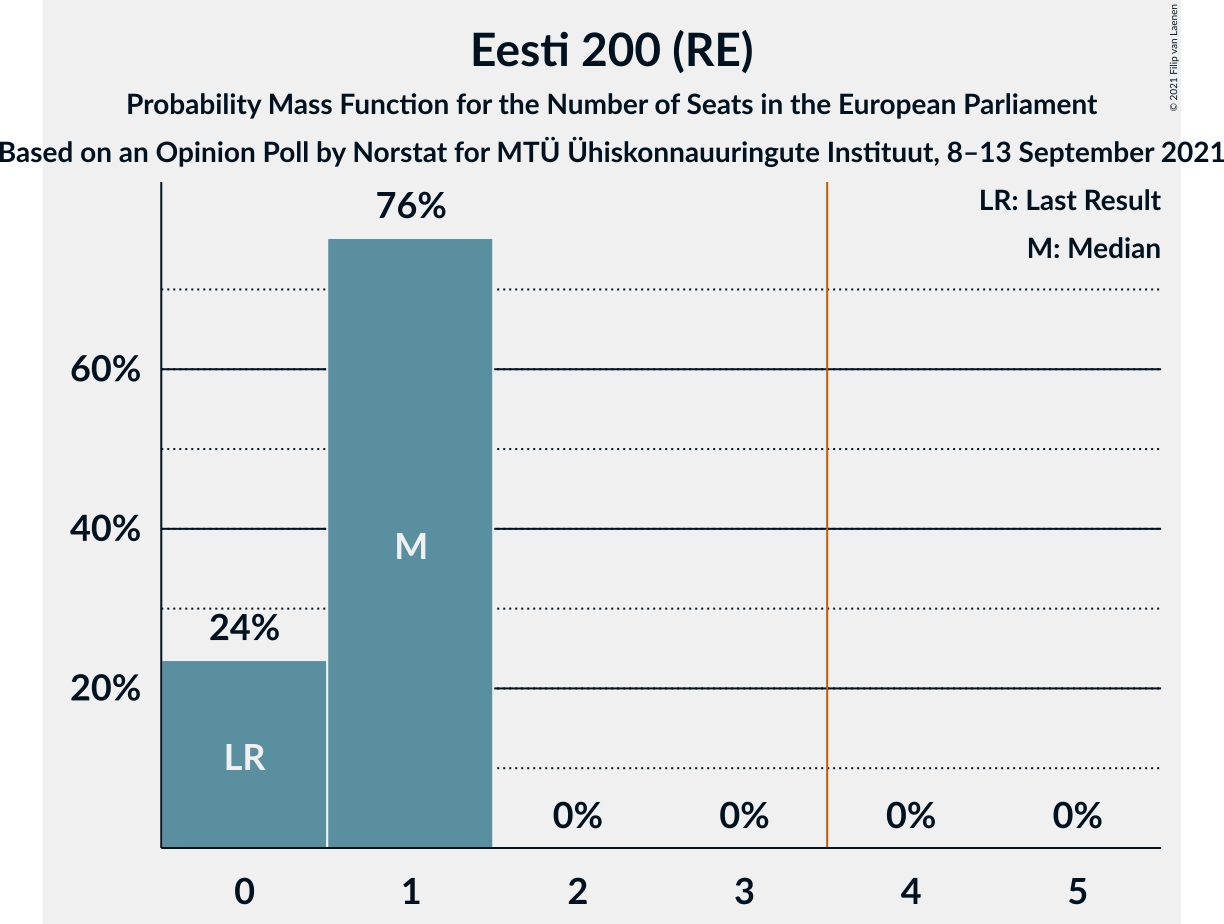 Eesti 200 (RE)
Probability Mass Function for the Number of Seats in the European Parliament
Based on an Opinion Poll by Norstat for MTÜ Ühiskonnauuringute Instituut, 8–13 September 2021
© 2021 Filip van Laenen
LR: Last Result
M: Median
76%
60%
40%
M
24%
20%
LR
0% 0% 0% 0%
0 1 2 3 4 5